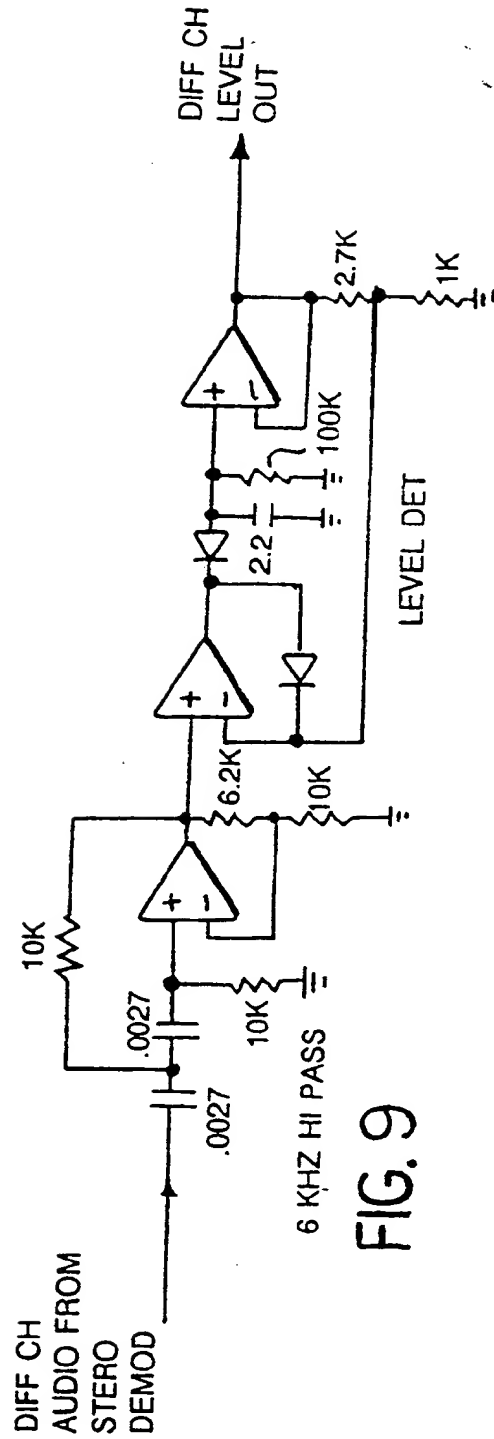 DIFF CH
AUDIO FROM
STERO
DEMOD
.0027
.0027
10K
10K
+
−
6.2K
10K
+
−
2.2
100K
+
−
2.7K
1K
DIFF CH
LEVEL
OUT
6 KHZ HI PASS
LEVEL DET
FIG. 9